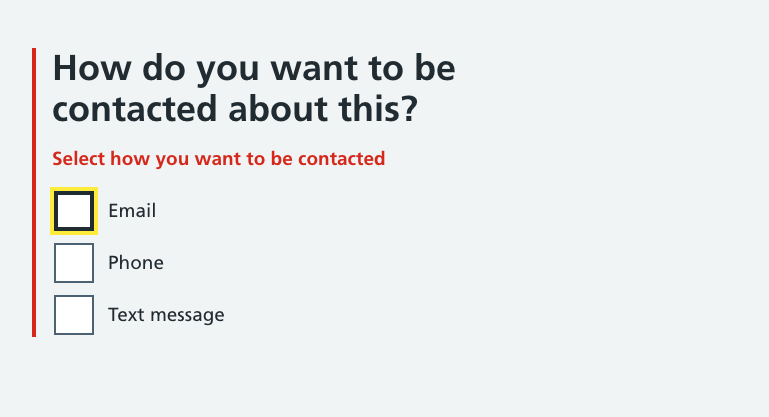 How do you want to be
contacted about this?
Select how you want to be contacted
Email
Phone
Text message